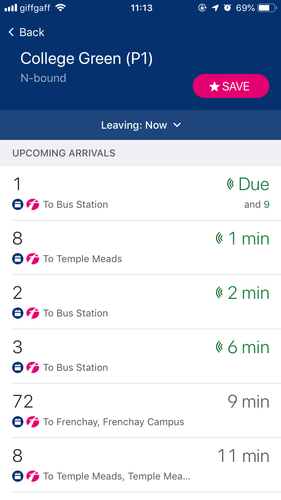 giffgaff 11:13 69%
Back
College Green (P1)
N-bound
SAVE
Leaving: Now
UPCOMING ARRIVALS
1 Due
To Bus Station and 9
8 1 min
To Temple Meads
2 2 min
To Bus Station
3 6 min
To Bus Station
72 9 min
To Frenchay, Frenchay Campus
8 11 min
To Temple Meads, Temple Mea...